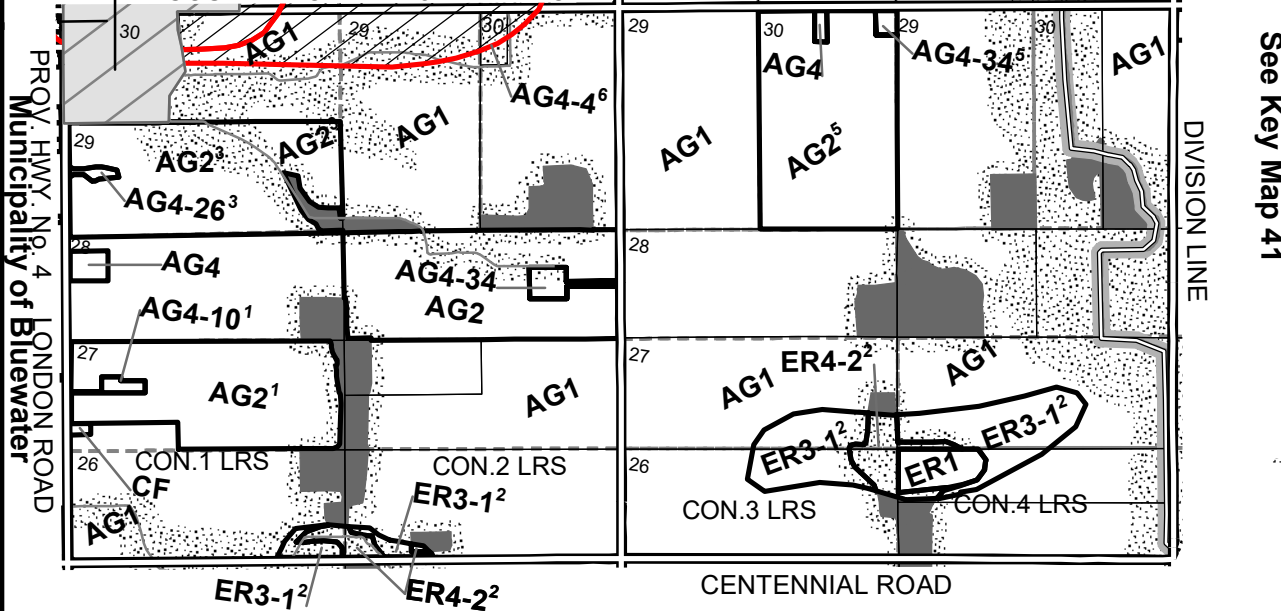 30
AG1
29
30
AG4-4⁶
29
AG2³
AG2
AG1
AG4-26³
28
AG4
AG4-34
AG2
AG4-10¹
27
AG2¹
AG1
26
CON.1 LRS
CON.2 LRS
CF
AG1
ER3-1²
ER3-1²
ER4-2²
29
30
29
30
AG4
AG4-34⁵
AG1
AG1
AG2⁵
28
27
ER4-2²
AG1
AG1
ER3-1²
ER3-1²
ER1
26
CON.3 LRS
CON.4 LRS
CENTENNIAL ROAD
PROV. HWY. No. 4
LONDON ROAD
Municipality of Bluewater
DIVISION LINE
See Key Map 41